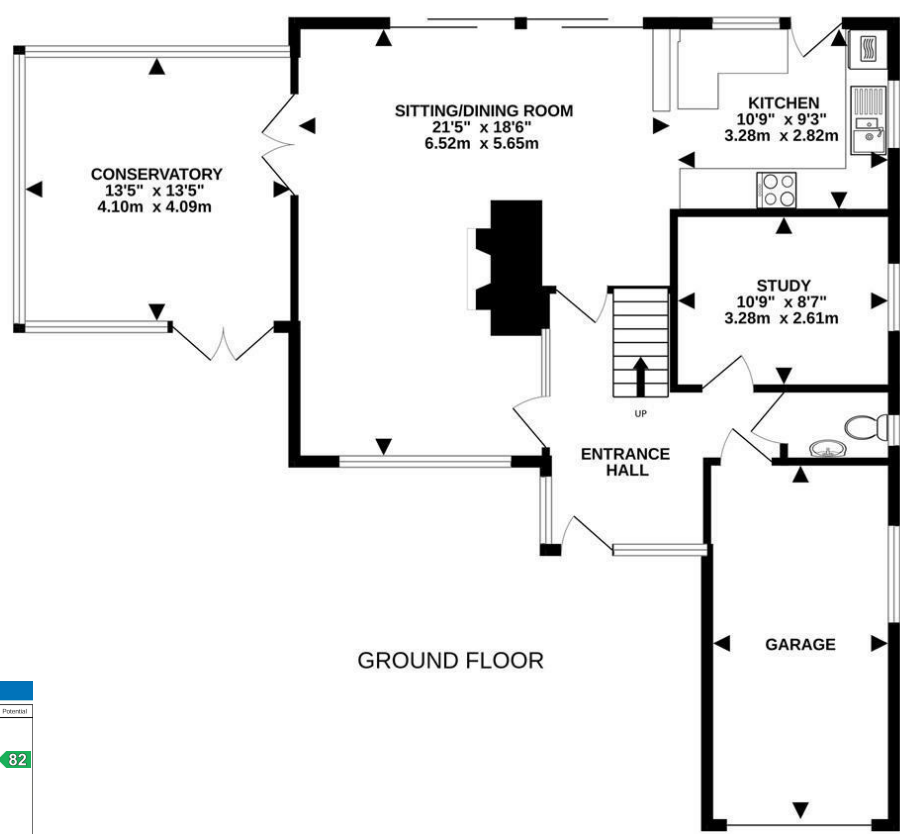 SITTING/DINING ROOM
21'5" x 18'6"
6.52m x 5.65m
KITCHEN
10'9" x 9'3"
3.28m x 2.82m
CONSERVATORY
13'5" x 13'5"
4.10m x 4.09m
STUDY
10'9" x 8'7"
3.28m x 2.61m
UP
ENTRANCE
HALL
GARAGE
GROUND FLOOR
Potential
82